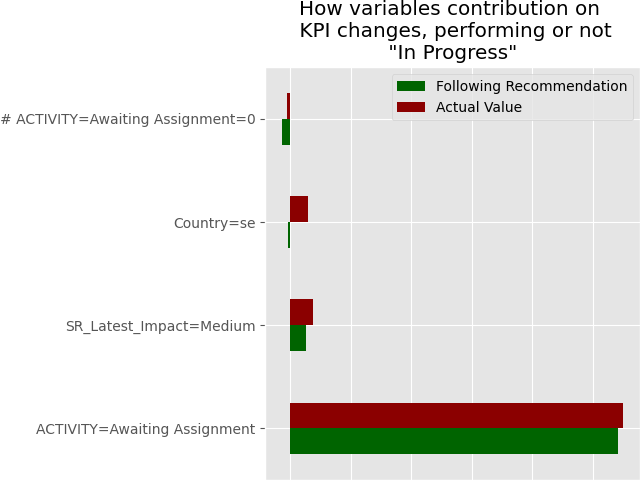 How variables contribution on
KPI changes, performing or not
"In Progress"
Following Recommendation
Actual Value
# ACTIVITY=Awaiting Assignment=0
Country=se
SR_Latest_Impact=Medium
ACTIVITY=Awaiting Assignment